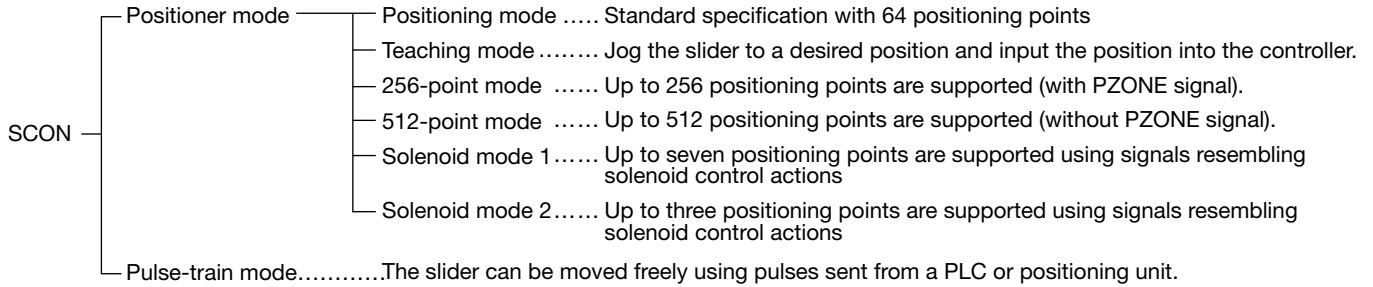 Positioner mode Positioning mode ..... Standard specification with 64 positioning points
Teaching mode ........ Jog the slider to a desired position and input the position into the controller.
256-point mode ...... Up to 256 positioning points are supported (with PZONE signal).
512-point mode ...... Up to 512 positioning points are supported (without PZONE signal).
SCON
Solenoid mode 1...... Up to seven positioning points are supported using signals resembling
solenoid control actions
Solenoid mode 2...... Up to three positioning points are supported using signals resembling
solenoid control actions
Pulse-train mode............The slider can be moved freely using pulses sent from a PLC or positioning unit.